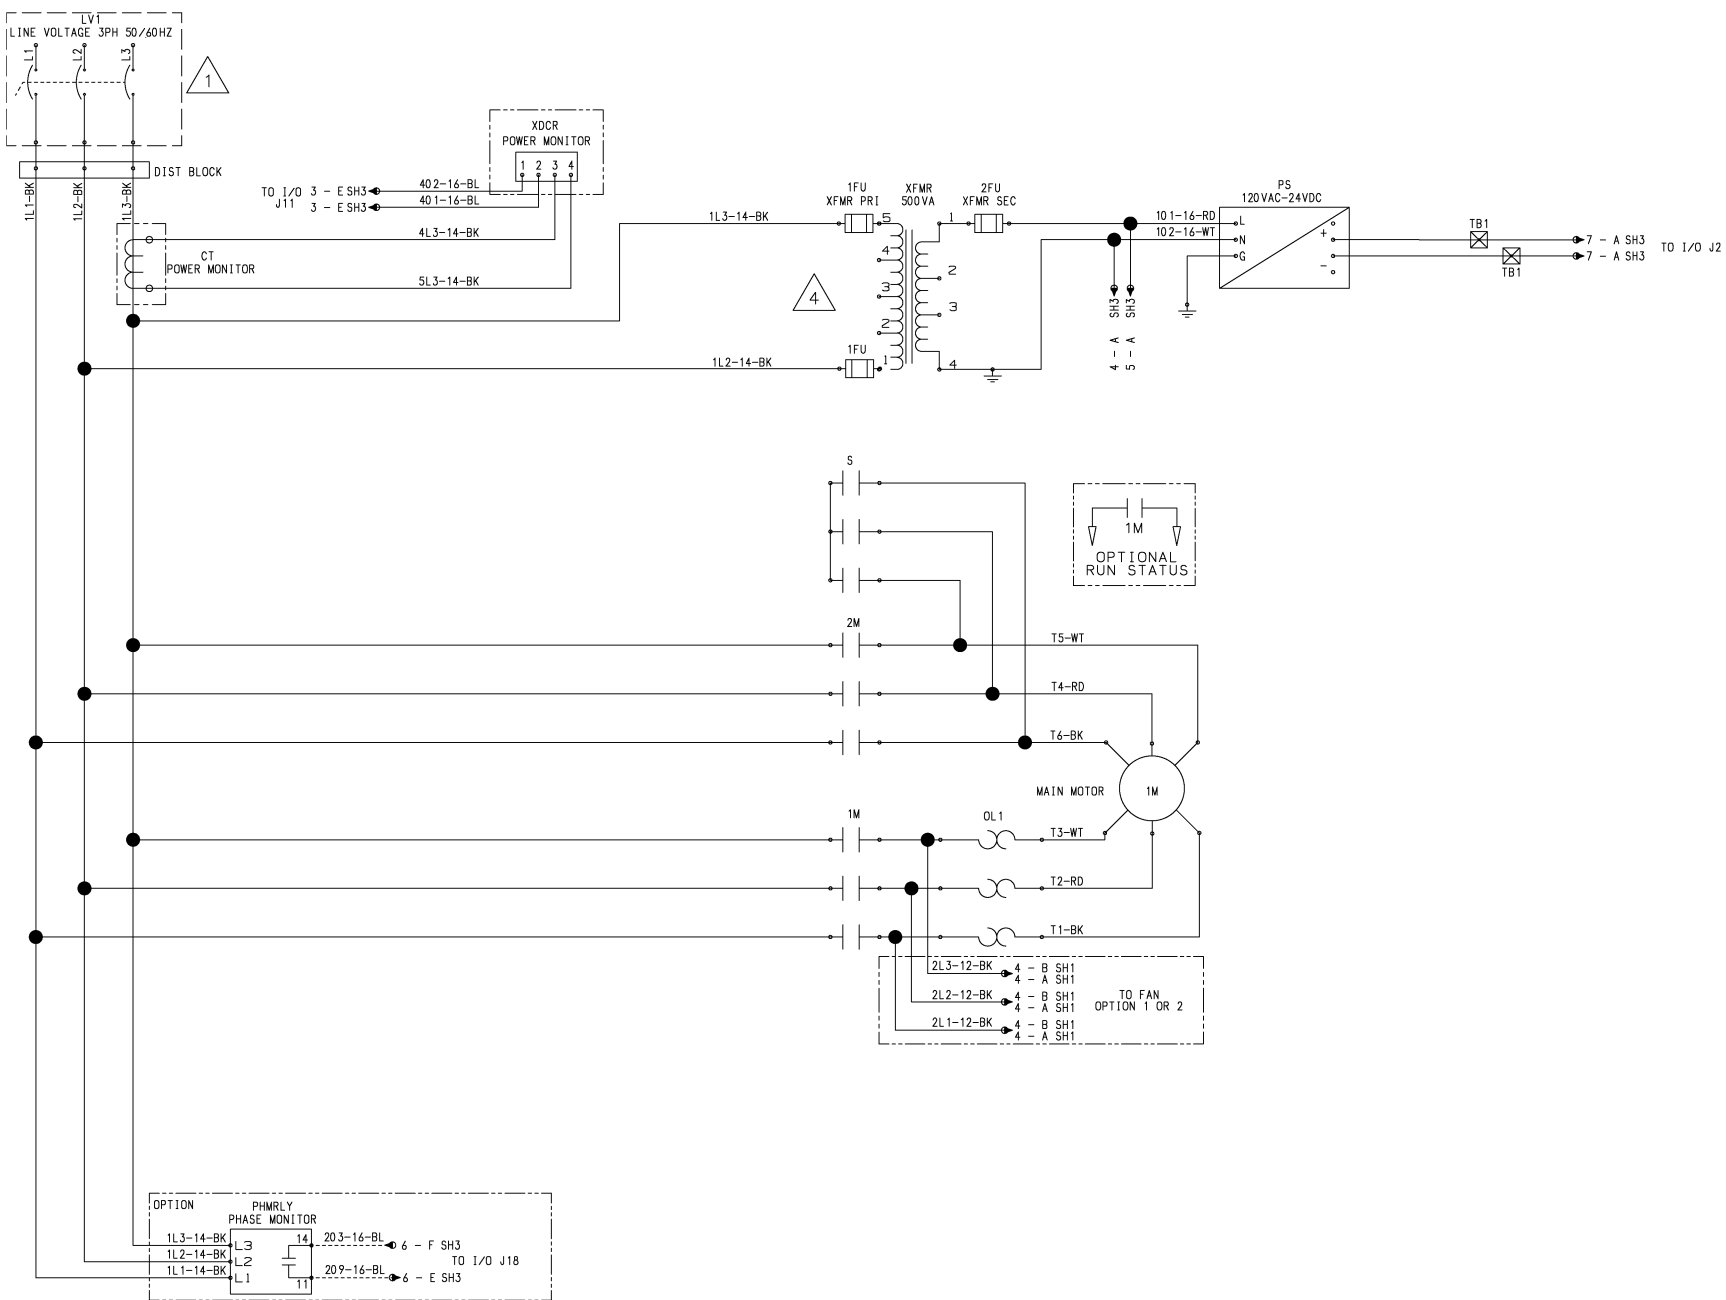 LV1
LINE VOLTAGE 3PH 50/60HZ
L1
L2
L3
1
DIST BLOCK
1L1-BK
1L2-BK
1L3-BK
XDCR
POWER MONITOR
1 2 3 4
TO I/O
J11
3 - E SH3
3 - E SH3
402-16-BL
401-16-BL
CT
POWER MONITOR
4L3-14-BK
5L3-14-BK
1L3-14-BK
1L2-14-BK
1FU
XFMR PRI
XFMR
500VA
2FU
XFMR SEC
5
4
3
2
1
1
2
3
4
4
1FU
101-16-RD
102-16-WT
4 - A SH3
5 - A SH3
PS
120VAC-24VDC
L
N
G
+
-
TB1
TB1
7 - A SH3
7 - A SH3
TO I/O J2
S
1M
OPTIONAL
RUN STATUS
2M
T5-WT
T4-RD
T6-BK
MAIN MOTOR
1M
1M
OL1
T3-WT
T2-RD
T1-BK
2L3-12-BK
4 - B SH1
4 - A SH1
2L2-12-BK
4 - B SH1
4 - A SH1
2L1-12-BK
4 - B SH1
4 - A SH1
TO FAN
OPTION 1 OR 2
OPTION
PHMRLY
PHASE MONITOR
1L3-14-BK
1L2-14-BK
1L1-14-BK
L3
L2
L1
14
11
203-16-BL
209-16-BL
6 - F SH3
TO I/O J18
6 - E SH3